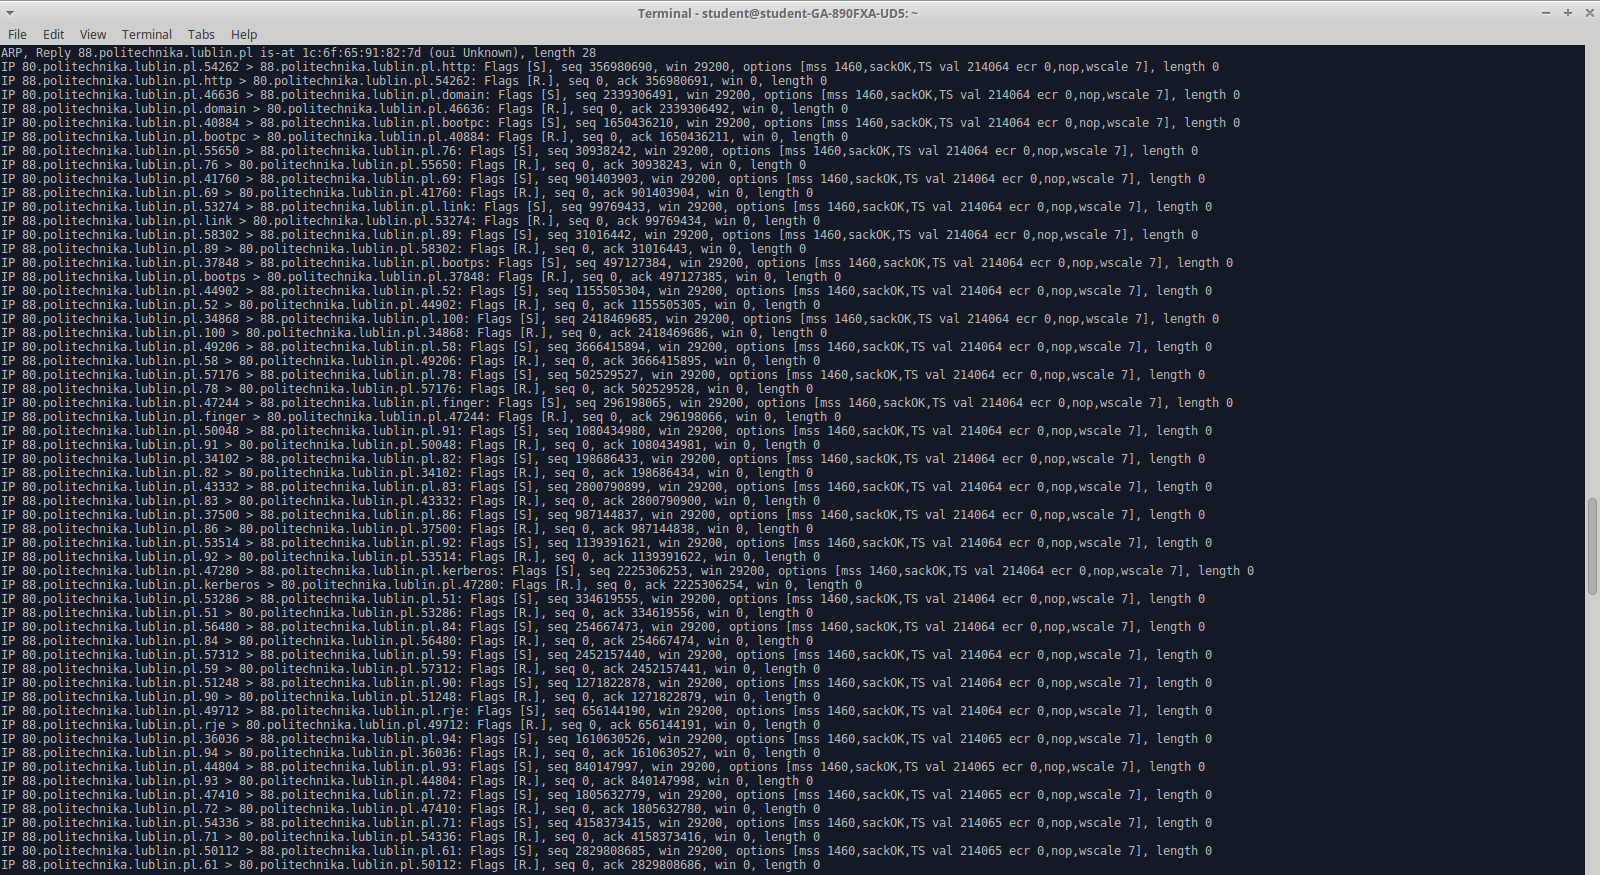 Terminal - student@student-GA-890FXA-UD5: ~
File Edit View Terminal Tabs Help
ARP, Reply 88.politechnika.lublin.pl is-at 1c:6f:65:91:82:7d (oui Unknown), length 28
IP 80.politechnika.lublin.pl.54262 > 88.politechnika.lublin.pl.http: Flags [S], seq 356980690, win 29200, options [mss 1460,sackOK,TS val 214064 ecr 0,nop,wscale 7], length 0
IP 88.politechnika.lublin.pl.http > 80.politechnika.lublin.pl.54262: Flags [R.], seq 0, ack 356980691, win 0, length 0
IP 80.politechnika.lublin.pl.46636 > 88.politechnika.lublin.pl.domain: Flags [S], seq 2339306491, win 29200, options [mss 1460,sackOK,TS val 214064 ecr 0,nop,wscale 7], length 0
IP 88.politechnika.lublin.pl.domain > 80.politechnika.lublin.pl.46636: Flags [R.], seq 0, ack 2339306492, win 0, length 0
IP 80.politechnika.lublin.pl.40884 > 88.politechnika.lublin.pl.bootpc: Flags [S], seq 1650436210, win 29200, options [mss 1460,sackOK,TS val 214064 ecr 0,nop,wscale 7], length 0
IP 88.politechnika.lublin.pl.bootpc > 80.politechnika.lublin.pl.40884: Flags [R.], seq 0, ack 1650436211, win 0, length 0
IP 80.politechnika.lublin.pl.55650 > 88.politechnika.lublin.pl.76: Flags [S], seq 30938242, win 29200, options [mss 1460,sackOK,TS val 214064 ecr 0,nop,wscale 7], length 0
IP 88.politechnika.lublin.pl.76 > 80.politechnika.lublin.pl.55650: Flags [R.], seq 0, ack 30938243, win 0, length 0
IP 80.politechnika.lublin.pl.41760 > 88.politechnika.lublin.pl.69: Flags [S], seq 901403903, win 29200, options [mss 1460,sackOK,TS val 214064 ecr 0,nop,wscale 7], length 0
IP 88.politechnika.lublin.pl.69 > 80.politechnika.lublin.pl.41760: Flags [R.], seq 0, ack 901403904, win 0, length 0
IP 80.politechnika.lublin.pl.53274 > 88.politechnika.lublin.pl.link: Flags [S], seq 99769433, win 29200, options [mss 1460,sackOK,TS val 214064 ecr 0,nop,wscale 7], length 0
IP 88.politechnika.lublin.pl.link > 80.politechnika.lublin.pl.53274: Flags [R.], seq 0, ack 99769434, win 0, length 0
IP 80.politechnika.lublin.pl.58302 > 88.politechnika.lublin.pl.89: Flags [S], seq 31016442, win 29200, options [mss 1460,sackOK,TS val 214064 ecr 0,nop,wscale 7], length 0
IP 88.politechnika.lublin.pl.89 > 80.politechnika.lublin.pl.58302: Flags [R.], seq 0, ack 31016443, win 0, length 0
IP 80.politechnika.lublin.pl.37848 > 88.politechnika.lublin.pl.bootps: Flags [S], seq 497127384, win 29200, options [mss 1460,sackOK,TS val 214064 ecr 0,nop,wscale 7], length 0
IP 88.politechnika.lublin.pl.bootps > 80.politechnika.lublin.pl.37848: Flags [R.], seq 0, ack 497127385, win 0, length 0
IP 80.politechnika.lublin.pl.44902 > 88.politechnika.lublin.pl.52: Flags [S], seq 1155505304, win 29200, options [mss 1460,sackOK,TS val 214064 ecr 0,nop,wscale 7], length 0
IP 88.politechnika.lublin.pl.52 > 80.politechnika.lublin.pl.44902: Flags [R.], seq 0, ack 1155505305, win 0, length 0
IP 80.politechnika.lublin.pl.34868 > 88.politechnika.lublin.pl.100: Flags [S], seq 2418469685, win 29200, options [mss 1460,sackOK,TS val 214064 ecr 0,nop,wscale 7], length 0
IP 88.politechnika.lublin.pl.100 > 80.politechnika.lublin.pl.34868: Flags [R.], seq 0, ack 2418469686, win 0, length 0
IP 80.politechnika.lublin.pl.49206 > 88.politechnika.lublin.pl.58: Flags [S], seq 3666415894, win 29200, options [mss 1460,sackOK,TS val 214064 ecr 0,nop,wscale 7], length 0
IP 88.politechnika.lublin.pl.58 > 80.politechnika.lublin.pl.49206: Flags [R.], seq 0, ack 3666415895, win 0, length 0
IP 80.politechnika.lublin.pl.57176 > 88.politechnika.lublin.pl.78: Flags [S], seq 502529527, win 29200, options [mss 1460,sackOK,TS val 214064 ecr 0,nop,wscale 7], length 0
IP 88.politechnika.lublin.pl.78 > 80.politechnika.lublin.pl.57176: Flags [R.], seq 0, ack 502529528, win 0, length 0
IP 80.politechnika.lublin.pl.47244 > 88.politechnika.lublin.pl.finger: Flags [S], seq 296198065, win 29200, options [mss 1460,sackOK,TS val 214064 ecr 0,nop,wscale 7], length 0
IP 88.politechnika.lublin.pl.finger > 80.politechnika.lublin.pl.47244: Flags [R.], seq 0, ack 296198066, win 0, length 0
IP 80.politechnika.lublin.pl.50048 > 88.politechnika.lublin.pl.91: Flags [S], seq 1080434980, win 29200, options [mss 1460,sackOK,TS val 214064 ecr 0,nop,wscale 7], length 0
IP 88.politechnika.lublin.pl.91 > 80.politechnika.lublin.pl.50048: Flags [R.], seq 0, ack 1080434981, win 0, length 0
IP 80.politechnika.lublin.pl.34102 > 88.politechnika.lublin.pl.82: Flags [S], seq 198686433, win 29200, options [mss 1460,sackOK,TS val 214064 ecr 0,nop,wscale 7], length 0
IP 88.politechnika.lublin.pl.82 > 80.politechnika.lublin.pl.34102: Flags [R.], seq 0, ack 198686434, win 0, length 0
IP 80.politechnika.lublin.pl.43332 > 88.politechnika.lublin.pl.83: Flags [S], seq 2800790899, win 29200, options [mss 1460,sackOK,TS val 214064 ecr 0,nop,wscale 7], length 0
IP 88.politechnika.lublin.pl.83 > 80.politechnika.lublin.pl.43332: Flags [R.], seq 0, ack 2800790900, win 0, length 0
IP 80.politechnika.lublin.pl.37500 > 88.politechnika.lublin.pl.86: Flags [S], seq 987144837, win 29200, options [mss 1460,sackOK,TS val 214064 ecr 0,nop,wscale 7], length 0
IP 88.politechnika.lublin.pl.86 > 80.politechnika.lublin.pl.37500: Flags [R.], seq 0, ack 987144838, win 0, length 0
IP 80.politechnika.lublin.pl.53514 > 88.politechnika.lublin.pl.92: Flags [S], seq 1139391621, win 29200, options [mss 1460,sackOK,TS val 214064 ecr 0,nop,wscale 7], length 0
IP 88.politechnika.lublin.pl.92 > 80.politechnika.lublin.pl.53514: Flags [R.], seq 0, ack 1139391622, win 0, length 0
IP 80.politechnika.lublin.pl.47280 > 88.politechnika.lublin.pl.kerberos: Flags [S], seq 2225306253, win 29200, options [mss 1460,sackOK,TS val 214064 ecr 0,nop,wscale 7], length 0
IP 88.politechnika.lublin.pl.kerberos > 80.politechnika.lublin.pl.47280: Flags [R.], seq 0, ack 2225306254, win 0, length 0
IP 80.politechnika.lublin.pl.53286 > 88.politechnika.lublin.pl.51: Flags [S], seq 334619555, win 29200, options [mss 1460,sackOK,TS val 214064 ecr 0,nop,wscale 7], length 0
IP 88.politechnika.lublin.pl.51 > 80.politechnika.lublin.pl.53286: Flags [R.], seq 0, ack 334619556, win 0, length 0
IP 80.politechnika.lublin.pl.56480 > 88.politechnika.lublin.pl.84: Flags [S], seq 254667473, win 29200, options [mss 1460,sackOK,TS val 214064 ecr 0,nop,wscale 7], length 0
IP 88.politechnika.lublin.pl.84 > 80.politechnika.lublin.pl.56480: Flags [R.], seq 0, ack 254667474, win 0, length 0
IP 80.politechnika.lublin.pl.57312 > 88.politechnika.lublin.pl.59: Flags [S], seq 2452157440, win 29200, options [mss 1460,sackOK,TS val 214064 ecr 0,nop,wscale 7], length 0
IP 88.politechnika.lublin.pl.59 > 80.politechnika.lublin.pl.57312: Flags [R.], seq 0, ack 2452157441, win 0, length 0
IP 80.politechnika.lublin.pl.51248 > 88.politechnika.lublin.pl.90: Flags [S], seq 1271822878, win 29200, options [mss 1460,sackOK,TS val 214064 ecr 0,nop,wscale 7], length 0
IP 88.politechnika.lublin.pl.90 > 80.politechnika.lublin.pl.51248: Flags [R.], seq 0, ack 1271822879, win 0, length 0
IP 80.politechnika.lublin.pl.49712 > 88.politechnika.lublin.pl.rje: Flags [S], seq 656144190, win 29200, options [mss 1460,sackOK,TS val 214064 ecr 0,nop,wscale 7], length 0
IP 88.politechnika.lublin.pl.rje > 80.politechnika.lublin.pl.49712: Flags [R.], seq 0, ack 656144191, win 0, length 0
IP 80.politechnika.lublin.pl.36036 > 88.politechnika.lublin.pl.94: Flags [S], seq 1610630526, win 29200, options [mss 1460,sackOK,TS val 214065 ecr 0,nop,wscale 7], length 0
IP 88.politechnika.lublin.pl.94 > 80.politechnika.lublin.pl.36036: Flags [R.], seq 0, ack 1610630527, win 0, length 0
IP 80.politechnika.lublin.pl.44804 > 88.politechnika.lublin.pl.93: Flags [S], seq 840147997, win 29200, options [mss 1460,sackOK,TS val 214065 ecr 0,nop,wscale 7], length 0
IP 88.politechnika.lublin.pl.93 > 80.politechnika.lublin.pl.44804: Flags [R.], seq 0, ack 840147998, win 0, length 0
IP 80.politechnika.lublin.pl.47410 > 88.politechnika.lublin.pl.72: Flags [S], seq 1805632779, win 29200, options [mss 1460,sackOK,TS val 214065 ecr 0,nop,wscale 7], length 0
IP 88.politechnika.lublin.pl.72 > 80.politechnika.lublin.pl.47410: Flags [R.], seq 0, ack 1805632780, win 0, length 0
IP 80.politechnika.lublin.pl.54336 > 88.politechnika.lublin.pl.71: Flags [S], seq 4158373415, win 29200, options [mss 1460,sackOK,TS val 214065 ecr 0,nop,wscale 7], length 0
IP 88.politechnika.lublin.pl.71 > 80.politechnika.lublin.pl.54336: Flags [R.], seq 0, ack 4158373416, win 0, length 0
IP 80.politechnika.lublin.pl.50112 > 88.politechnika.lublin.pl.61: Flags [S], seq 2829808685, win 29200, options [mss 1460,sackOK,TS val 214065 ecr 0,nop,wscale 7], length 0
IP 88.politechnika.lublin.pl.61 > 80.politechnika.lublin.pl.50112: Flags [R.], seq 0, ack 2829808686, win 0, length 0